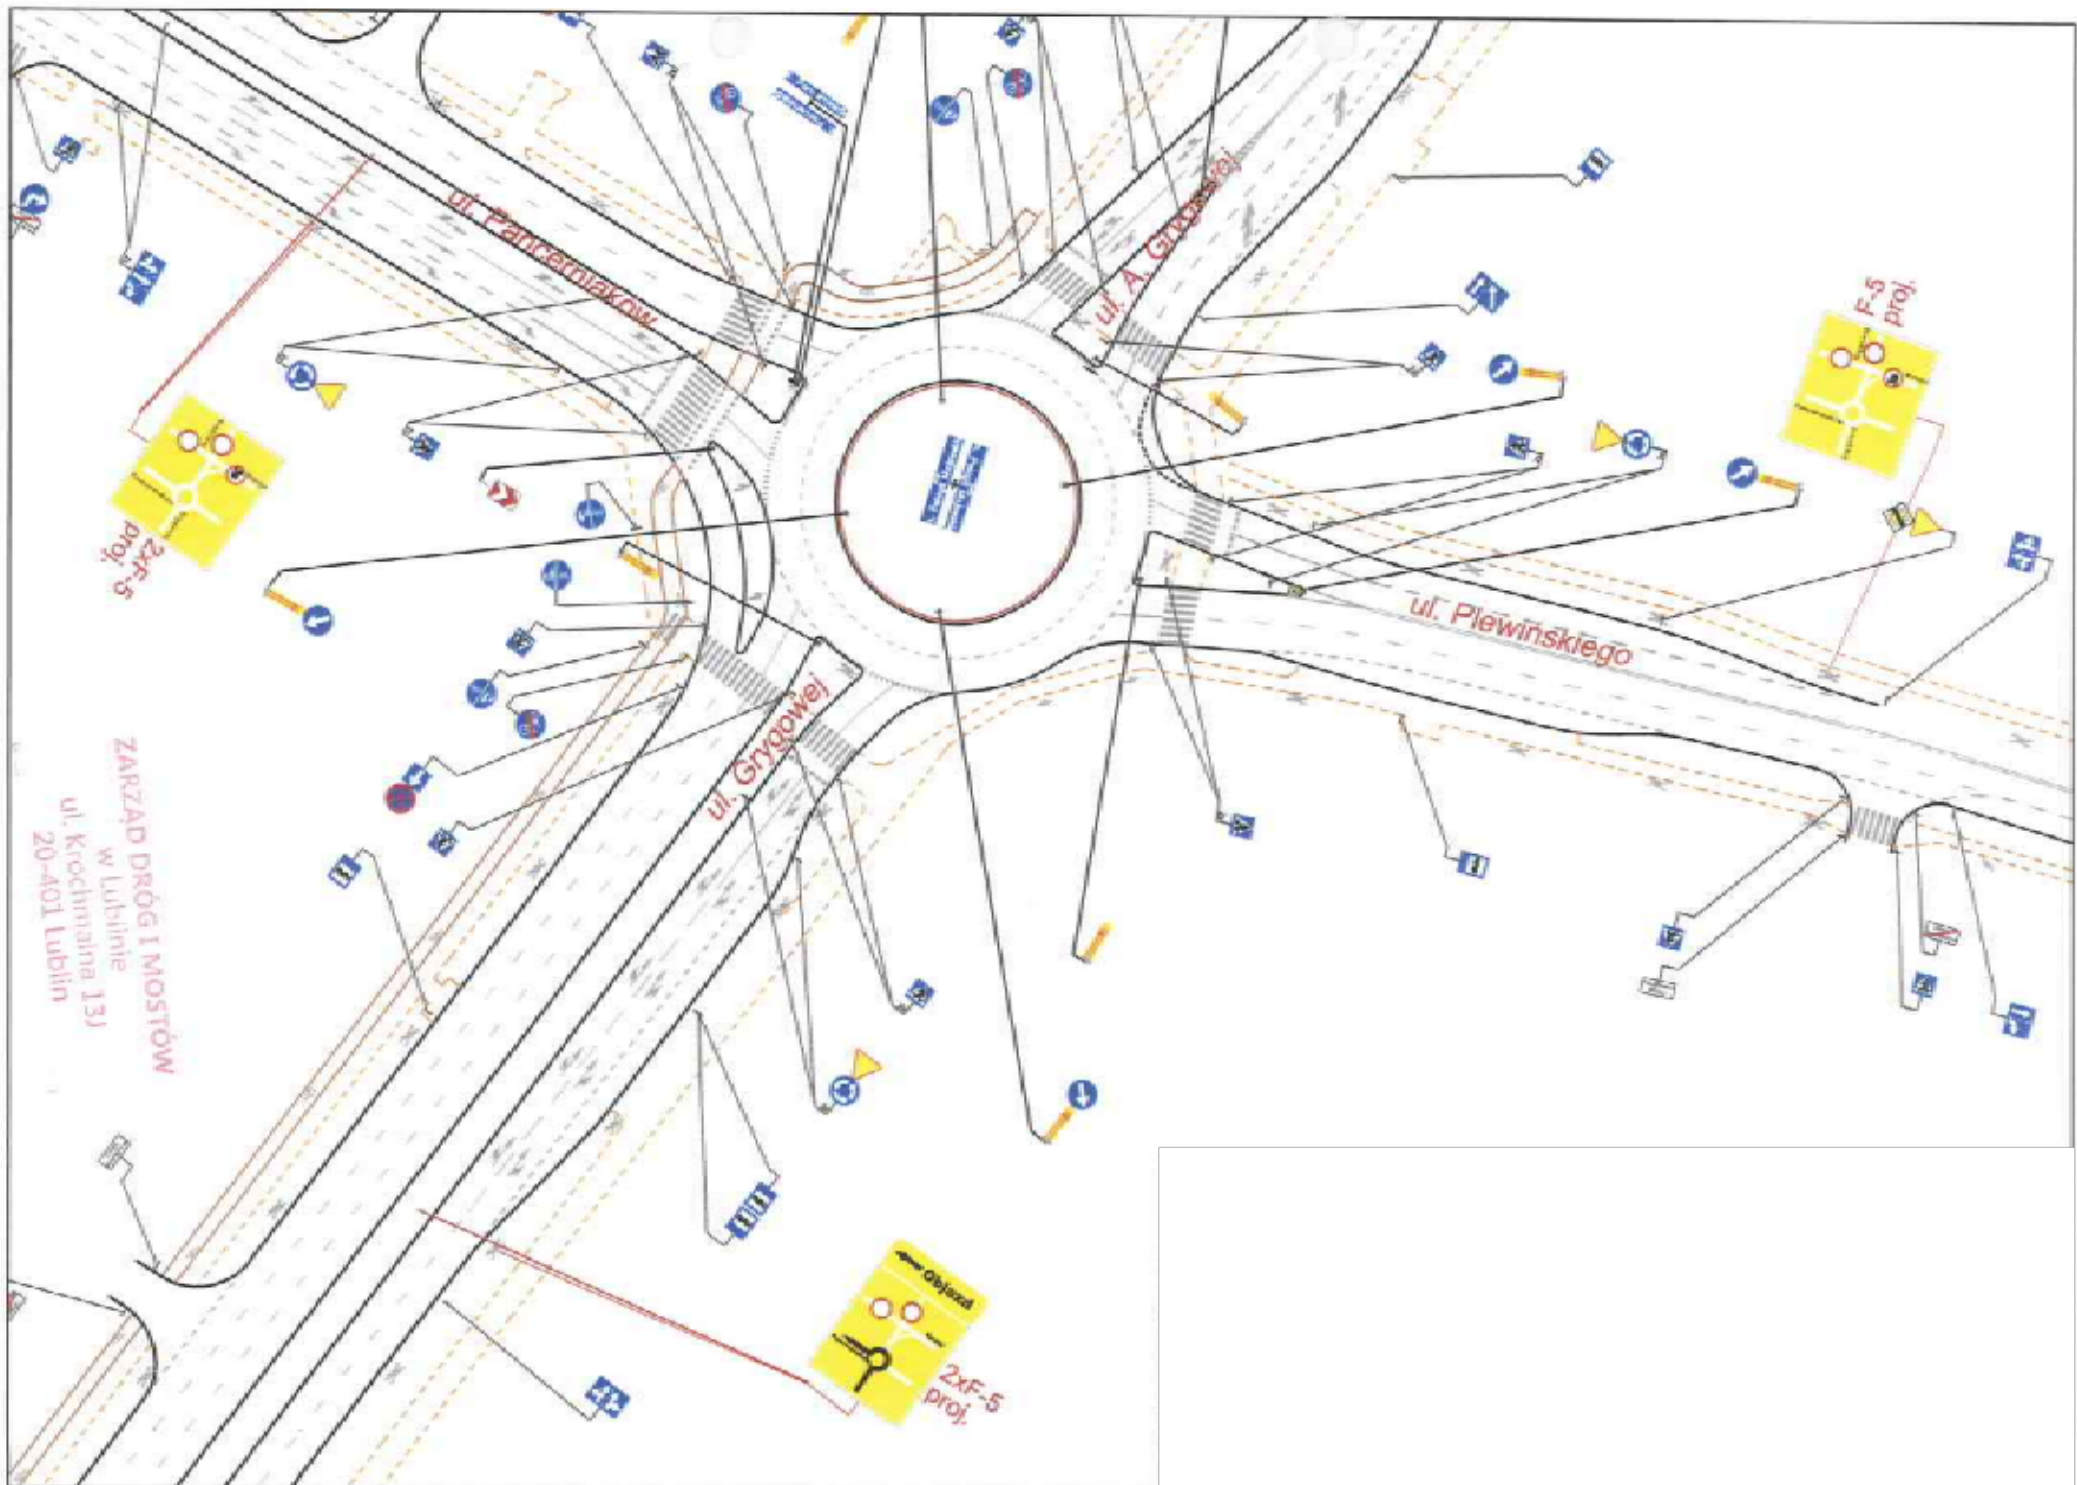 ul. Pancerniaków
ul. A. Grygowej
F-5
proj.
2xF-5
proj.
ul. Plewińskiego
ul. Grygowej
ZARZĄD DRÓG I MOSTÓW
w Lublinie
ul. Krochmalna 13J
20-401 Lublin
Objazd
2xF-5
proj.